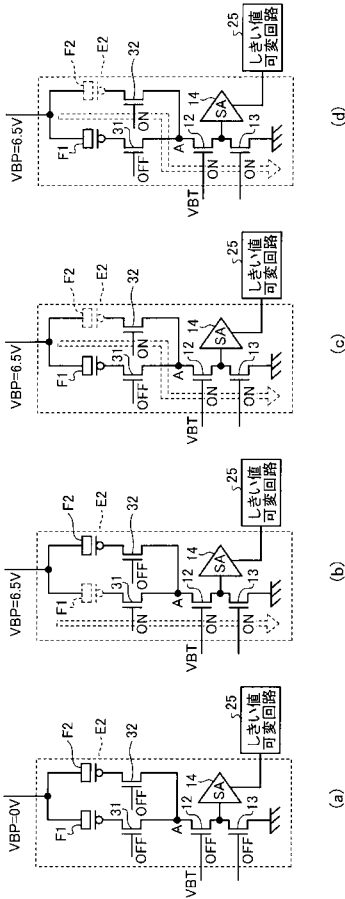 VBP=0V
F2
E2
F1
31
32
OFF
OFF
A
12
14
25
SA
しきい値
可変回路
VBT
OFF
13
OFF
(a)
VBP=6.5V
F2
E2
F1
31
32
ON
OFF
A
12
14
25
SA
しきい値
可変回路
VBT
ON
13
ON
(b)
VBP=6.5V
F2
E2
F1
31
32
OFF
ON
A
12
14
25
SA
しきい値
可変回路
VBT
ON
13
ON
(c)
VBP=6.5V
F2
E2
F1
31
32
OFF
ON
A
12
14
25
SA
しきい値
可変回路
VBT
ON
13
ON
(d)